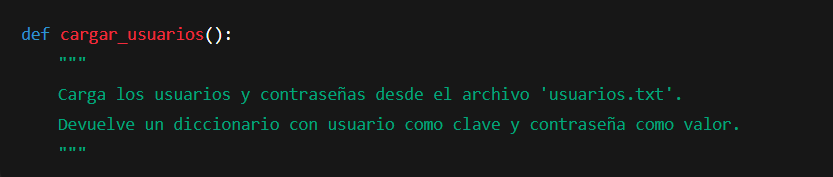 def cargar_usuarios():
"""
Carga los usuarios y contraseñas desde el archivo 'usuarios.txt'.
Devuelve un diccionario con usuario como clave y contraseña como valor.
"""